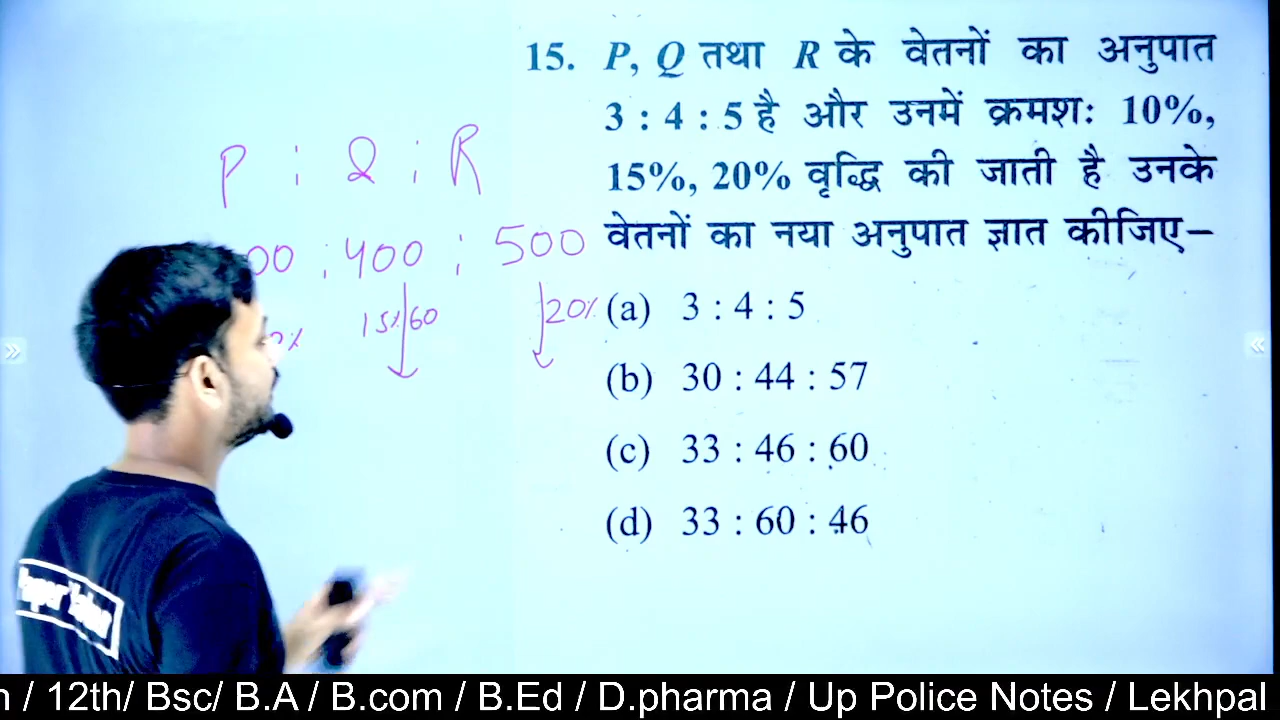 15. P, Q तथा R के वेतनों का अनुपात
3 : 4 : 5 है और उनमें क्रमशः 10%,
15%, 20% वृद्धि की जाती है उनके
वेतनों का नया अनुपात ज्ञात कीजिए–
(a) 3 : 4 : 5
(b) 30 : 44 : 57
(c) 33 : 46 : 60
(d) 33 : 60 : 46
P : Q : R
00 : 400 : 500
15% 60 20%
/ 12th/ Bsc/ B.A / B.com / B.Ed / D.pharma / Up Police Notes / Lekhpal